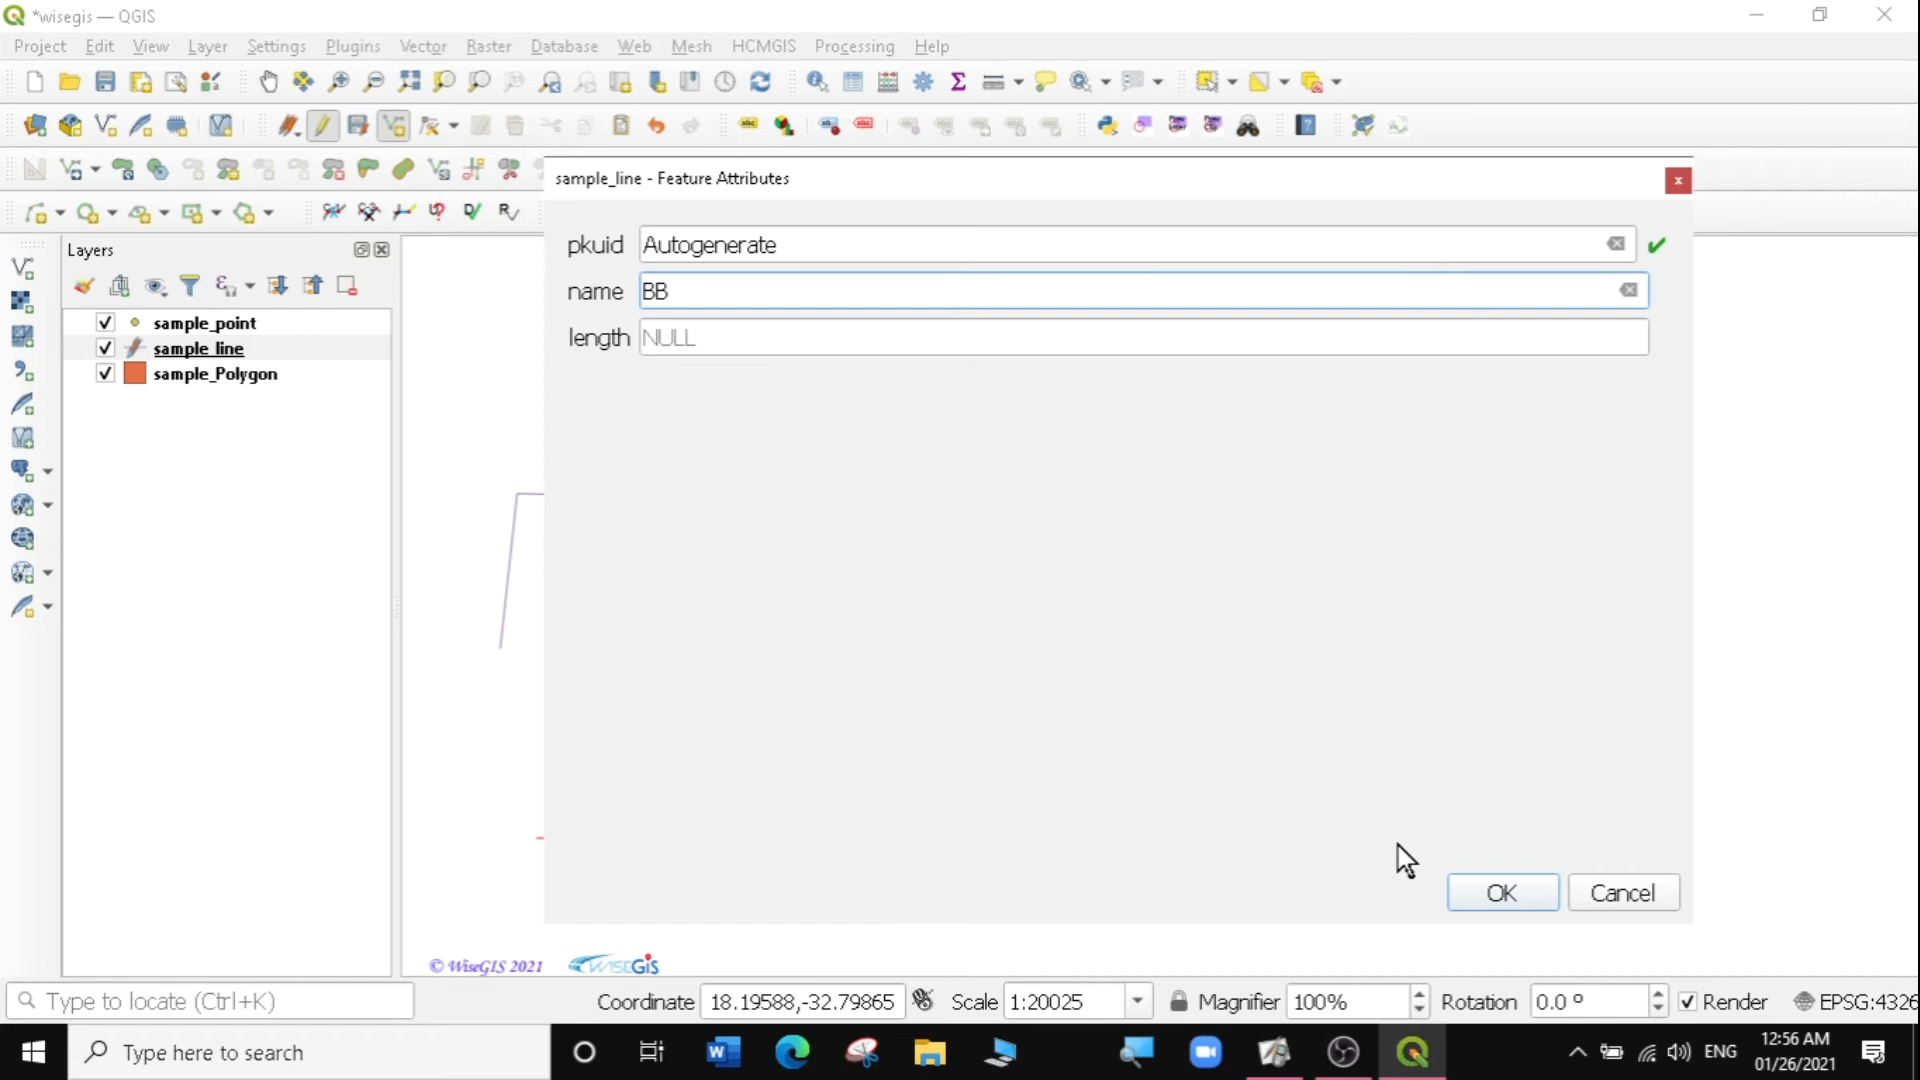 *wisegis — QGIS
Project Edit View Layer Settings Plugins Vector Raster Database Web Mesh HCMGIS Processing Help
sample_line - Feature Attributes
x
Layers
pkuid Autogenerate
name BB
length NULL
sample_point
sample_line
sample_Polygon
OK Cancel
© WiseGIS 2021 WISEGIS
Type to locate (Ctrl+K) Coordinate 18.19588,-32.79865 Scale 1:20025 Magnifier 100% Rotation 0.0 ° Render EPSG:4326
Type here to search ENG 12:56 AM
01/26/2021